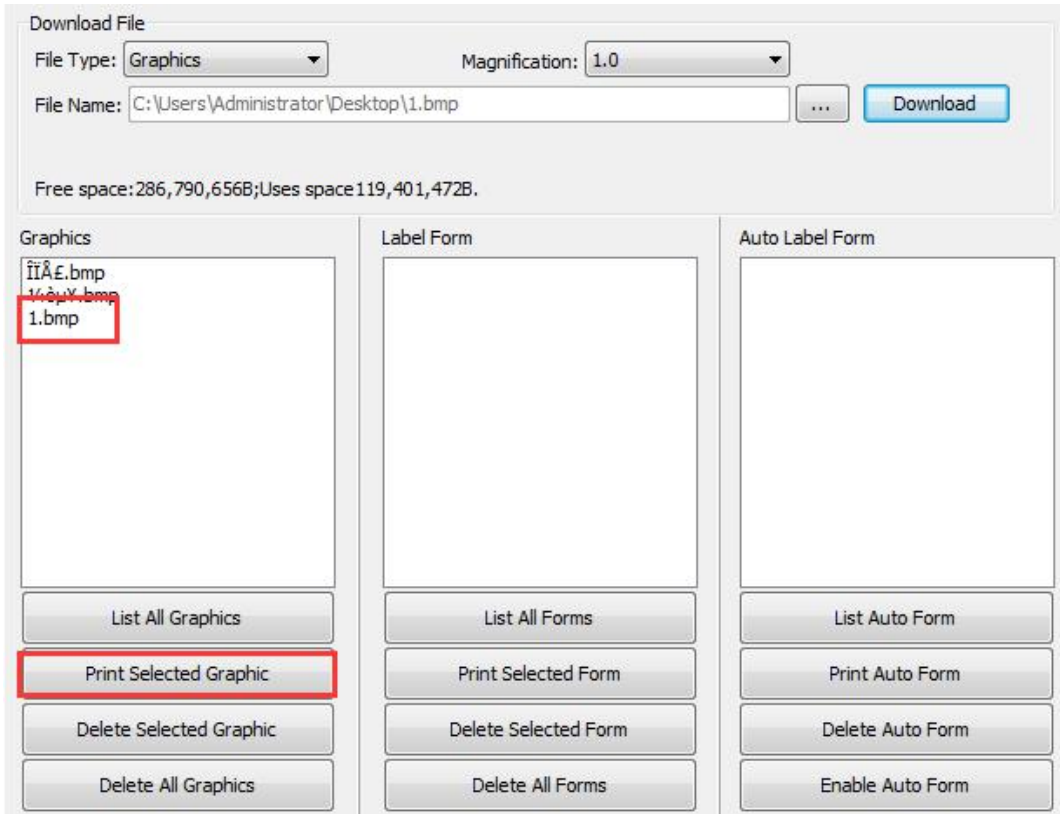 Download File
File Type: Graphics Magnification: 1.0
File Name: C:\Users\Administrator\Desktop\1.bmp ... Download
Free space:286,790,656B;Uses space119,401,472B.
Graphics Label Form Auto Label Form
ÎÏÅ£.bmp
¼òµ¥.bmp
1.bmp
List All Graphics List All Forms List Auto Form
Print Selected Graphic Print Selected Form Print Auto Form
Delete Selected Graphic Delete Selected Form Delete Auto Form
Delete All Graphics Delete All Forms Enable Auto Form